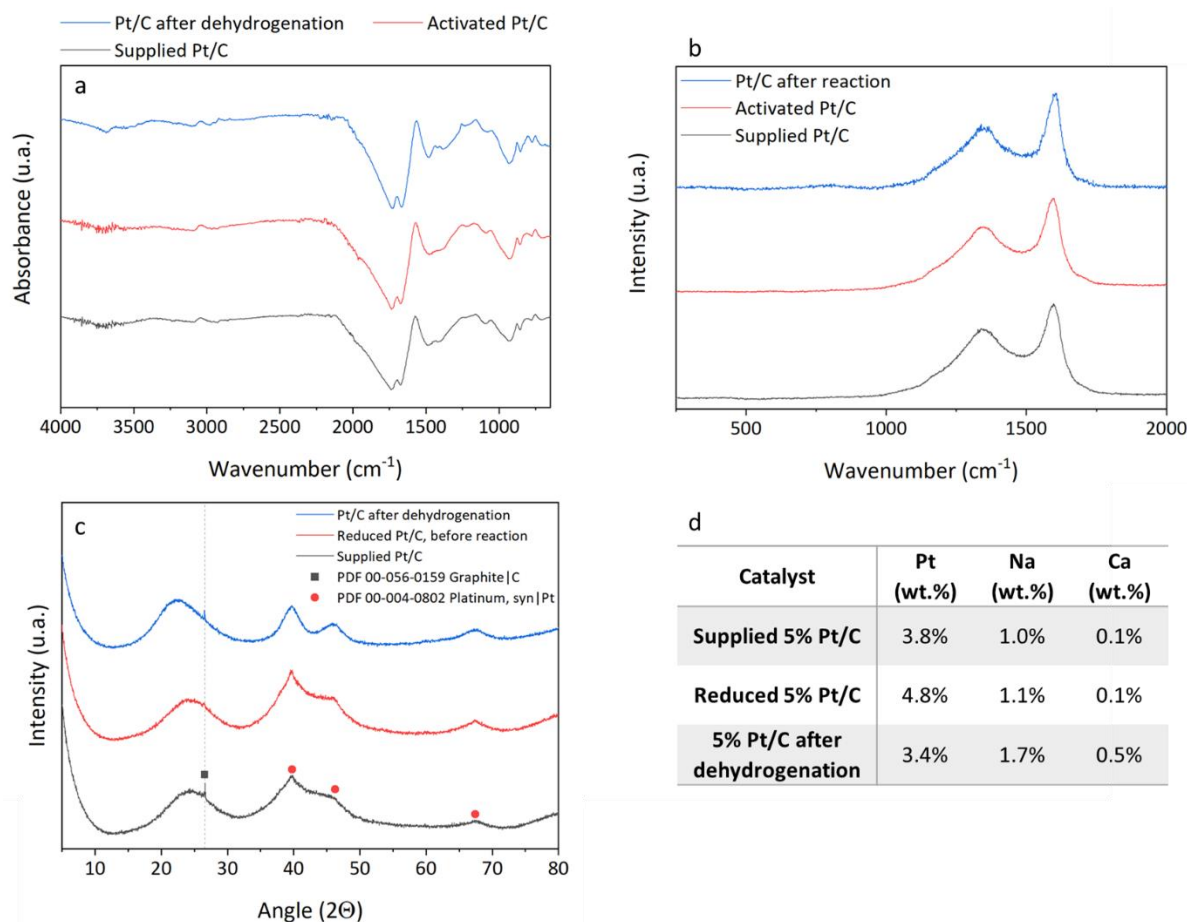 Pt/C after dehydrogenation
Activated Pt/C
Supplied Pt/C
a
Absorbance (u.a.)
4000 3500 3000 2500 2000 1500 1000
Wavenumber (cm⁻¹)
b
Pt/C after reaction
Activated Pt/C
Supplied Pt/C
Intensity (u.a.)
500 1000 1500 2000
Wavenumber (cm⁻¹)
c
Pt/C after dehydrogenation
Reduced Pt/C, before reaction
Supplied Pt/C
PDF 00-056-0159 Graphite|C
PDF 00-004-0802 Platinum, syn|Pt
Intensity (u.a.)
10 20 30 40 50 60 70 80
Angle (2Θ)
d
Catalyst Pt (wt.%) Na (wt.%) Ca (wt.%)
Supplied 5% Pt/C 3.8% 1.0% 0.1%
Reduced 5% Pt/C 4.8% 1.1% 0.1%
5% Pt/C after dehydrogenation 3.4% 1.7% 0.5%